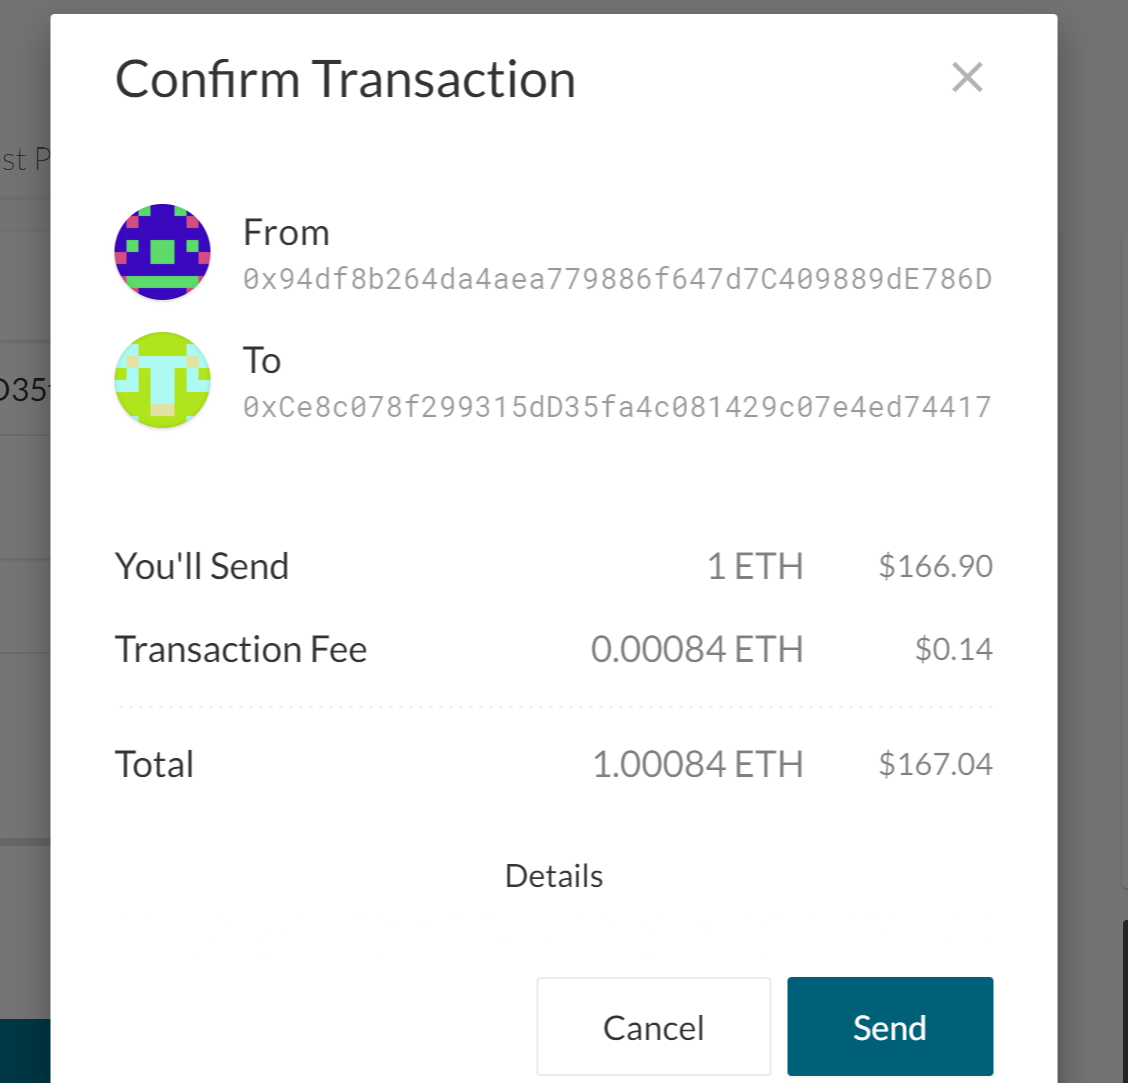 Confirm Transaction
st P
From
0x94df8b264da4aea779886f647d7C409889dE786D
To
0xCe8c078f299315dD35fa4c081429c07e4ed74417
D35
You'll Send 1 ETH $166.90
Transaction Fee 0.00084 ETH $0.14
Total 1.00084 ETH $167.04
Details
Cancel Send